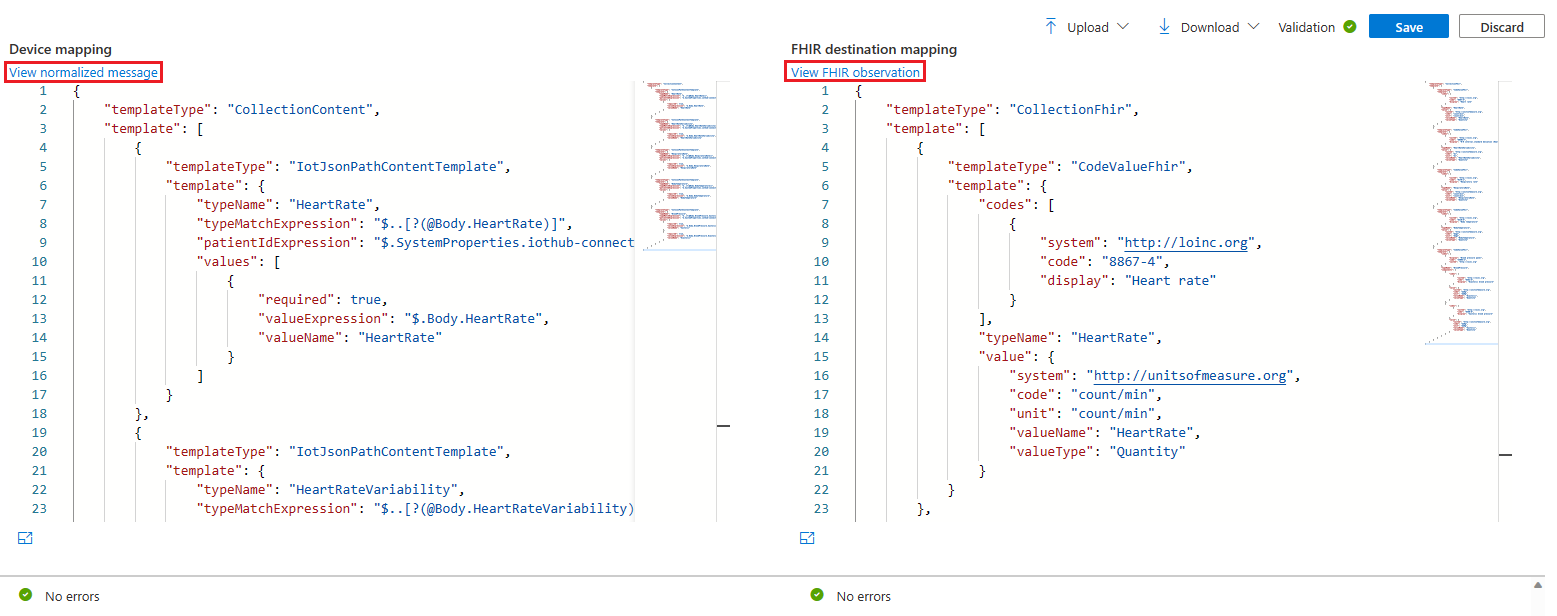 Upload Download Validation Save Discard
Device mapping
View normalized message
1 {
2 "templateType": "CollectionContent",
3 "template": [
4 {
5 "templateType": "IotJsonPathContentTemplate",
6 "template": {
7 "typeName": "HeartRate",
8 "typeMatchExpression": "$..[?(@Body.HeartRate)]",
9 "patientIdExpression": "$.SystemProperties.iothub-connect
10 "values": [
11 {
12 "required": true,
13 "valueExpression": "$.Body.HeartRate",
14 "valueName": "HeartRate"
15 }
16 ]
17 }
18 },
19 {
20 "templateType": "IotJsonPathContentTemplate",
21 "template": {
22 "typeName": "HeartRateVariability",
23 "typeMatchExpression": "$..[?(@Body.HeartRateVariability)
No errors
FHIR destination mapping
View FHIR observation
1 {
2 "templateType": "CollectionFhir",
3 "template": [
4 {
5 "templateType": "CodeValueFhir",
6 "template": {
7 "codes": [
8 {
9 "system": "http://loinc.org",
10 "code": "8867-4",
11 "display": "Heart rate"
12 }
13 ],
14 "typeName": "HeartRate",
15 "value": {
16 "system": "http://unitsofmeasure.org",
17 "code": "count/min",
18 "unit": "count/min",
19 "valueName": "HeartRate",
20 "valueType": "Quantity"
21 }
22 }
23 },
No errors